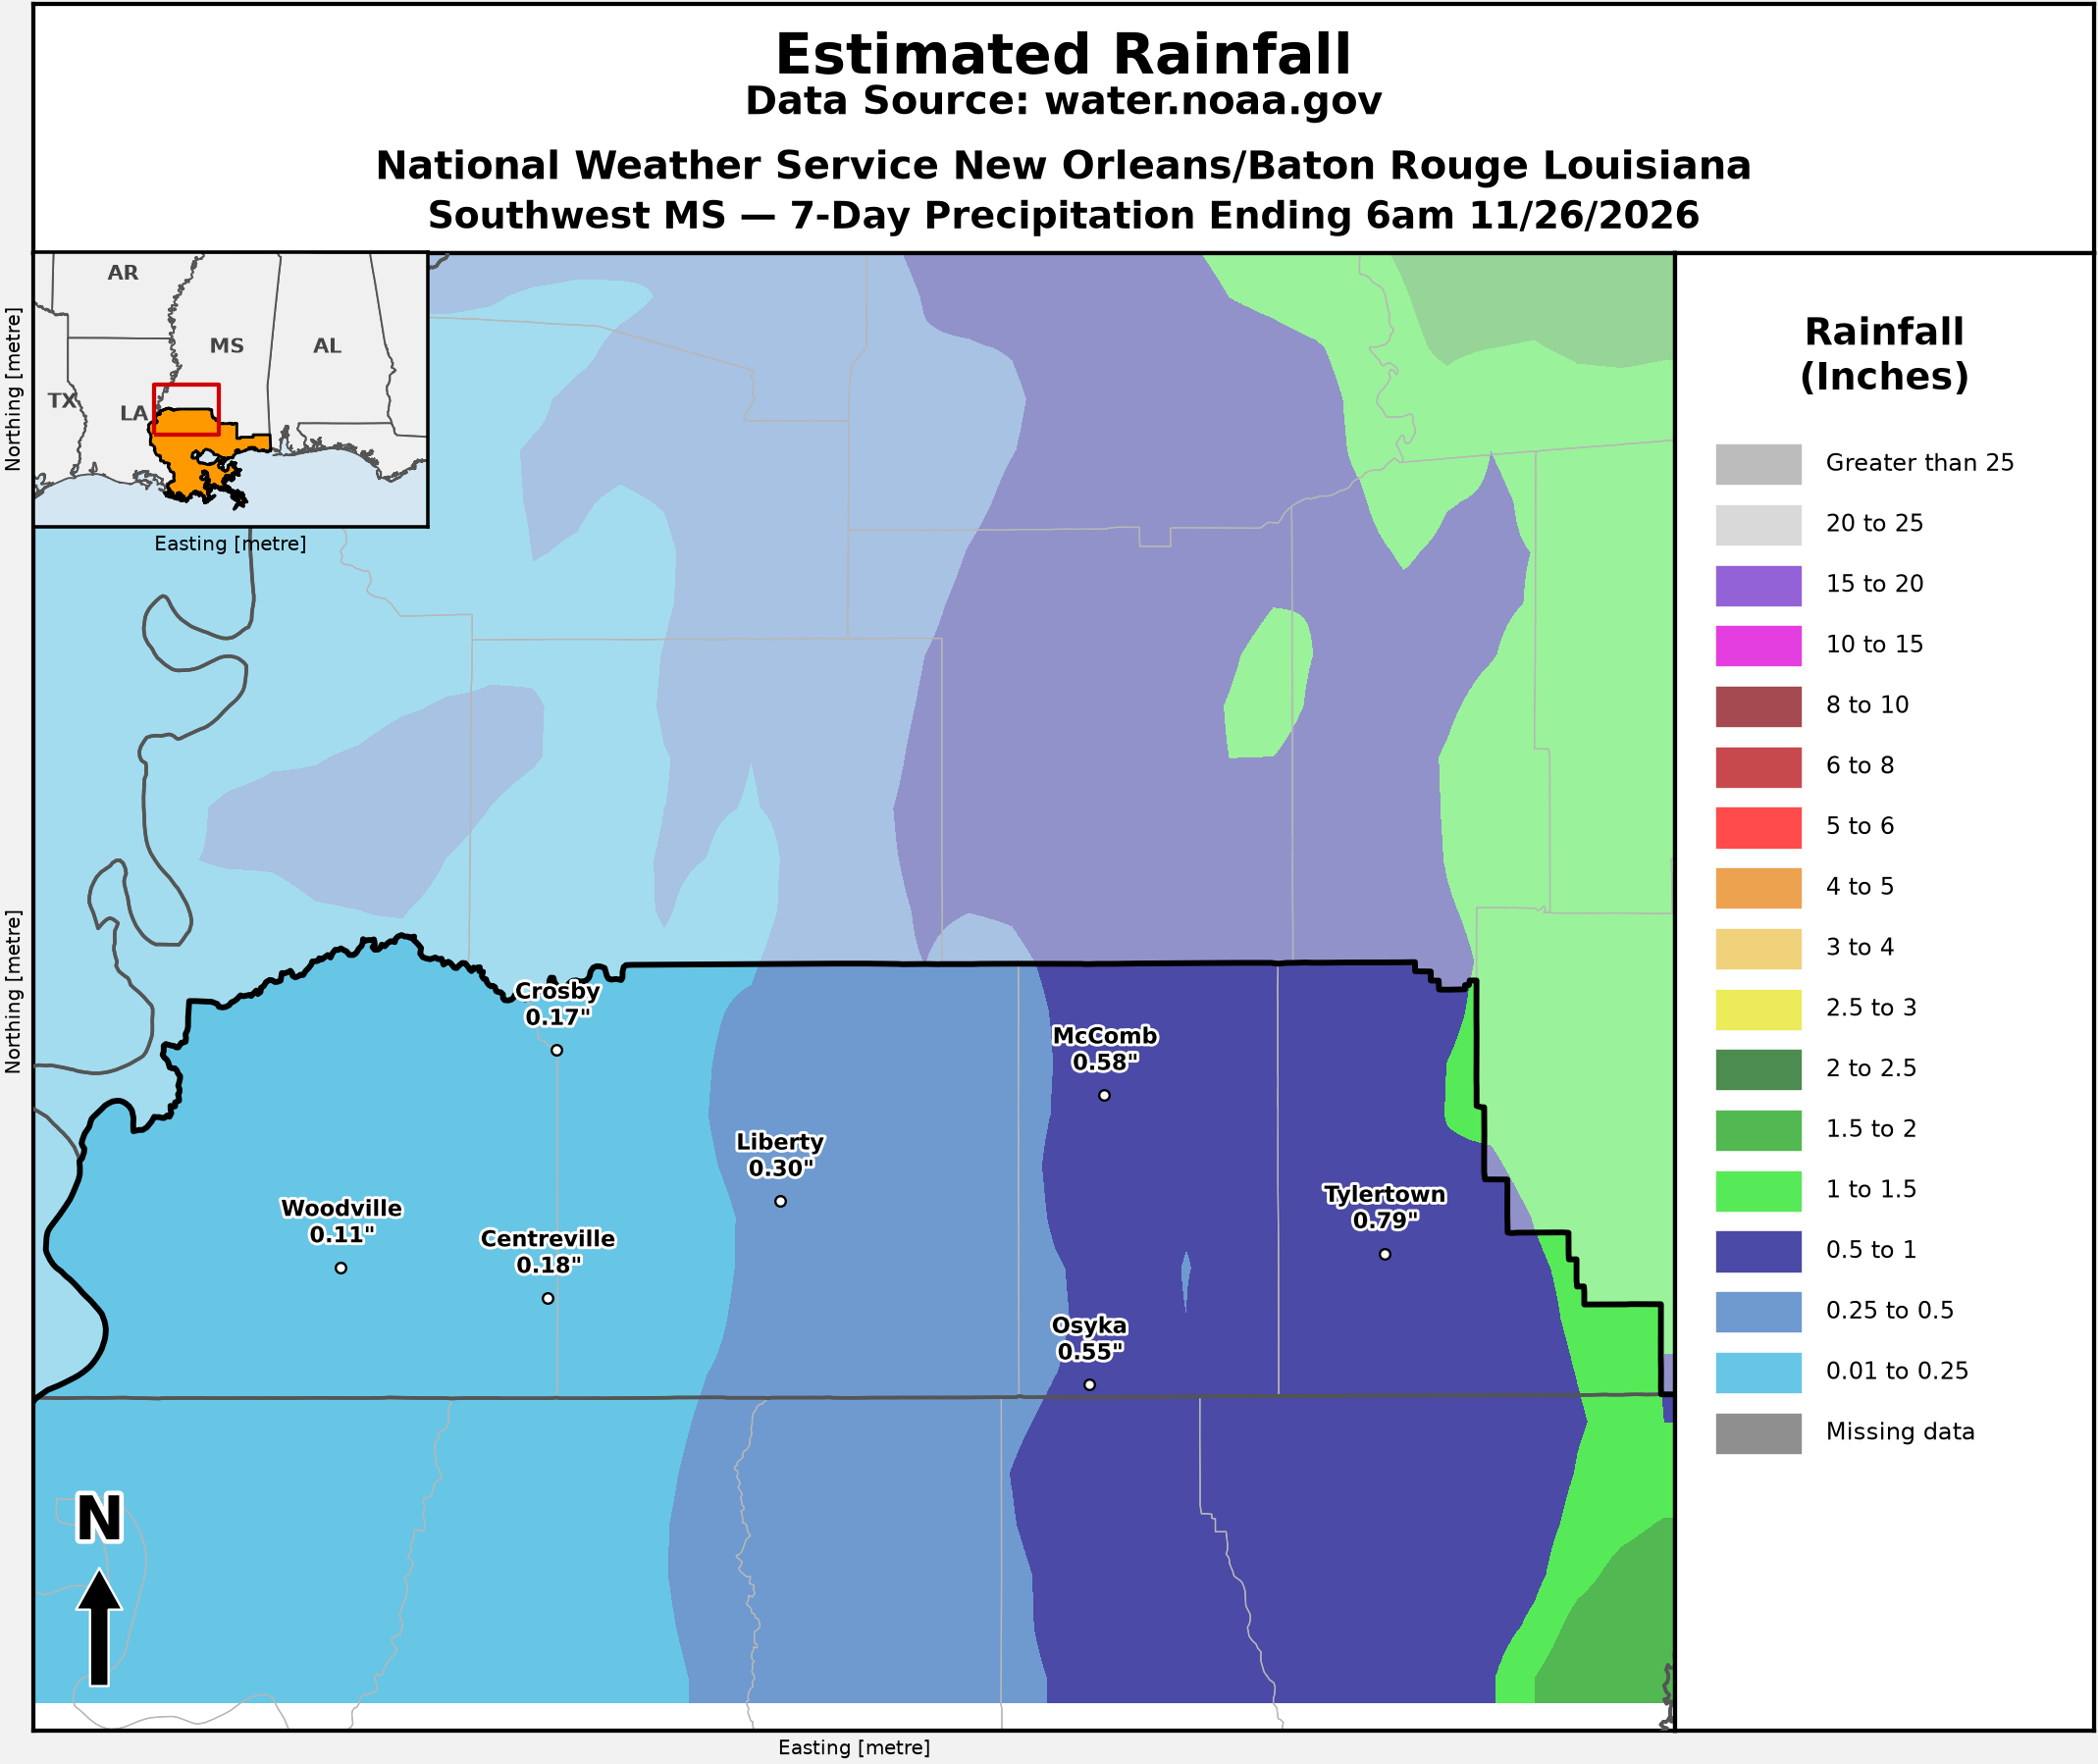 Estimated Rainfall
Data Source: water.noaa.gov
National Weather Service New Orleans/Baton Rouge Louisiana
Southwest MS — 7-Day Precipitation Ending 6am 11/26/2026
Northing [metre]
AR
MS
AL
TX
LA
Easting [metre]
Northing [metre]
Crosby
0.17"
McComb
0.58"
Liberty
0.30"
Woodville
0.11"
Centreville
0.18"
Tylertown
0.79"
Osyka
0.55"
N
Easting [metre]
Rainfall
(Inches)
Greater than 25
20 to 25
15 to 20
10 to 15
8 to 10
6 to 8
5 to 6
4 to 5
3 to 4
2.5 to 3
2 to 2.5
1.5 to 2
1 to 1.5
0.5 to 1
0.25 to 0.5
0.01 to 0.25
Missing data